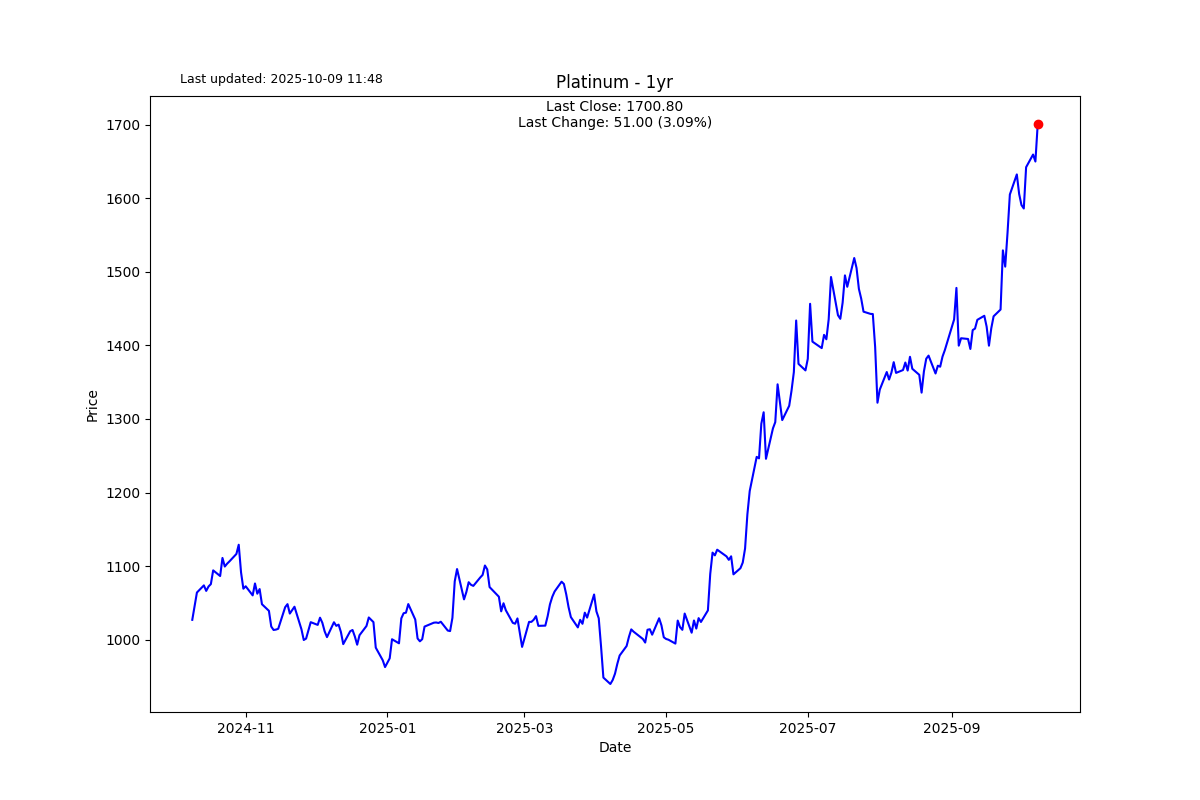 Last updated: 2025-10-09 11:48
Platinum - 1yr
Last Close: 1700.80
Last Change: 51.00 (3.09%)
1700
1600
1500
1400
1300
1200
1100
1000
Price
2024-11
2025-01
2025-03
2025-05
2025-07
2025-09
Date